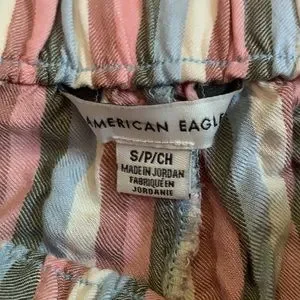 AMERICAN EAGLE
S/P/CH
MADE IN JORDAN
FABRIQUÉ EN
JORDANIE